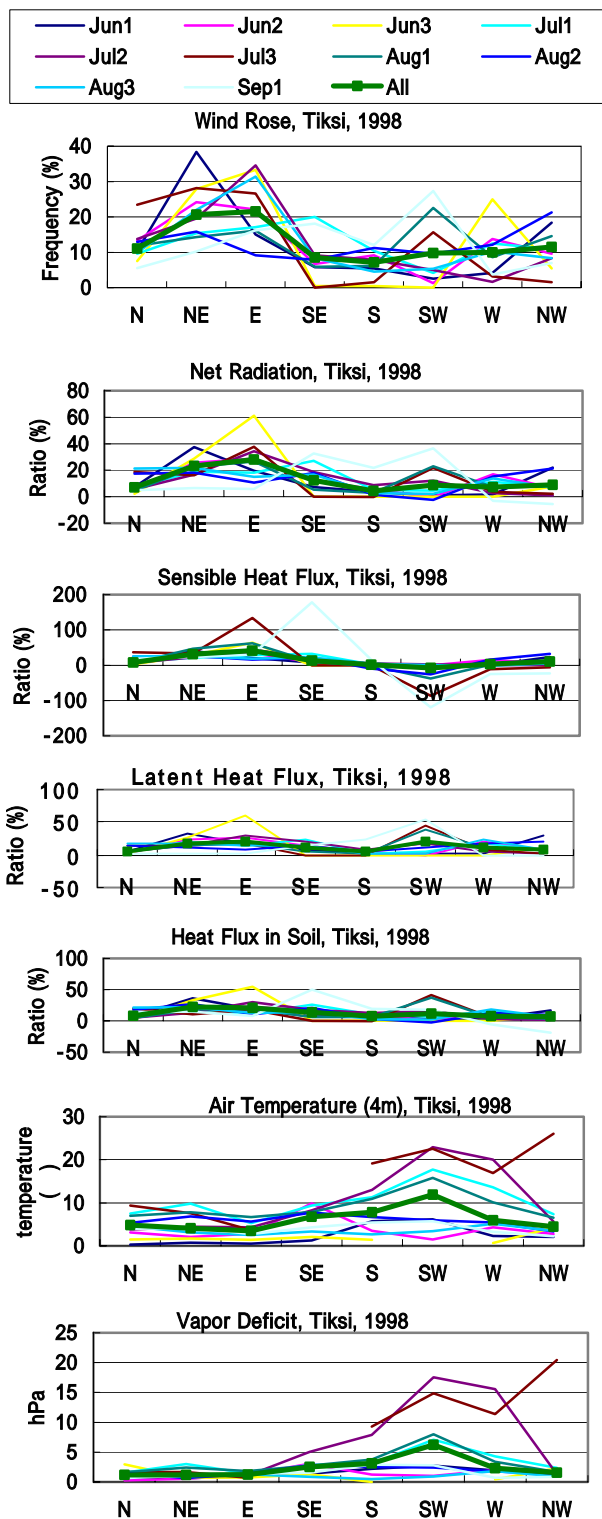 Jun1 Jun2 Jun3 Jul1
Jul2 Jul3 Aug1 Aug2
Aug3 Sep1 All
Wind Rose, Tiksi, 1998
Frequency (%)
40
30
20
10
0
N NE E SE S SW W NW
Net Radiation, Tiksi, 1998
Ratio (%)
80
60
40
20
0
-20
N NE E SE S SW W NW
Sensible Heat Flux, Tiksi, 1998
Ratio (%)
200
100
0
-100
-200
N NE E SE S SW W NW
Latent Heat Flux, Tiksi, 1998
Ratio (%)
100
50
0
-50
N NE E SE S SW W NW
Heat Flux in Soil, Tiksi, 1998
Ratio (%)
100
50
0
-50
N NE E SE S SW W NW
Air Temperature (4m), Tiksi, 1998
temperature
( )
30
20
10
0
N NE E SE S SW W NW
Vapor Deficit, Tiksi, 1998
hPa
25
20
15
10
5
0
N NE E SE S SW W NW